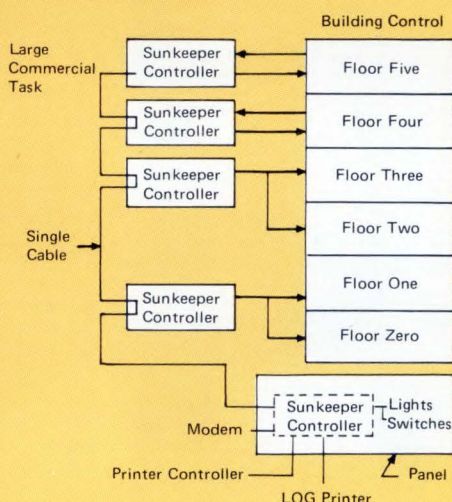 Building Control
Large
Commercial
Task
Sunkeeper
Controller
Floor Five
Sunkeeper
Controller
Floor Four
Sunkeeper
Controller
Floor Three
Floor Two
Single
Cable
Sunkeeper
Controller
Floor One
Floor Zero
Sunkeeper
Controller
Lights
Switches
Modem
Printer Controller
Panel
LOG Printer